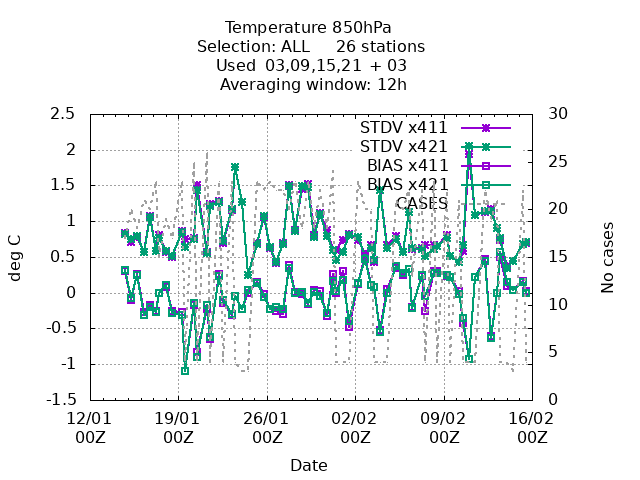 Temperature 850hPa
Selection: ALL 26 stations
Used 03,09,15,21 + 03
Averaging window: 12h
2.5
2
1.5
1
0.5
0
-0.5
-1
-1.5
deg C
30
25
20
15
10
5
0
No cases
STDV x411
STDV x421
BIAS x411
BIAS x421
CASES
12/01 19/01 26/01 02/02 09/02 16/02
00Z 00Z 00Z 00Z 00Z 00Z
Date